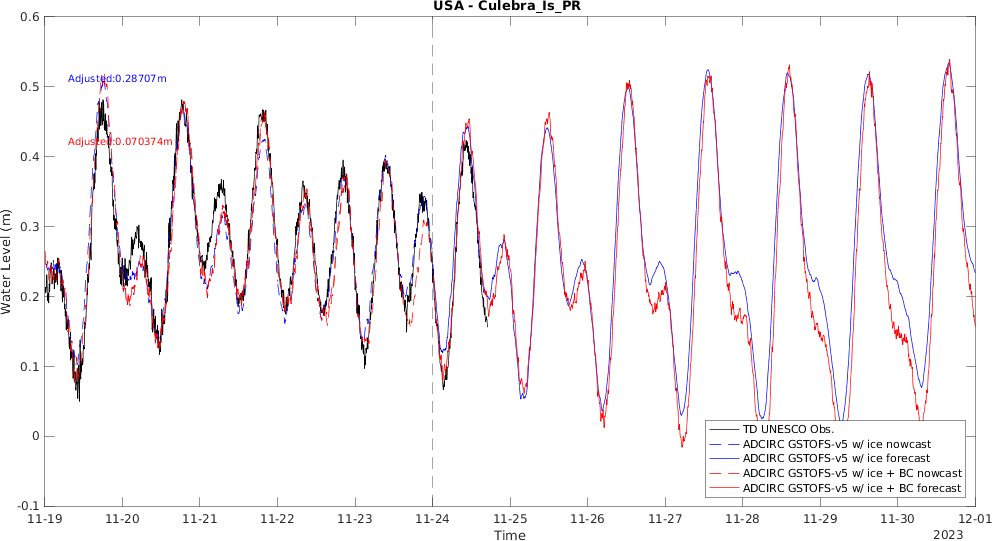 USA - Culebra_Is_PR
0.6
0.5
0.4
0.3
0.2
0.1
0
-0.1
Water Level (m)
Adjusted:0.28707m
Adjusted:0.070374m
TD UNESCO Obs.
ADCIRC GSTOFS-v5 w/ ice nowcast
ADCIRC GSTOFS-v5 w/ ice forecast
ADCIRC GSTOFS-v5 w/ ice + BC nowcast
ADCIRC GSTOFS-v5 w/ ice + BC forecast
11-19 11-20 11-21 11-22 11-23 11-24 11-25 11-26 11-27 11-28 11-29 11-30 12-01
Time
2023